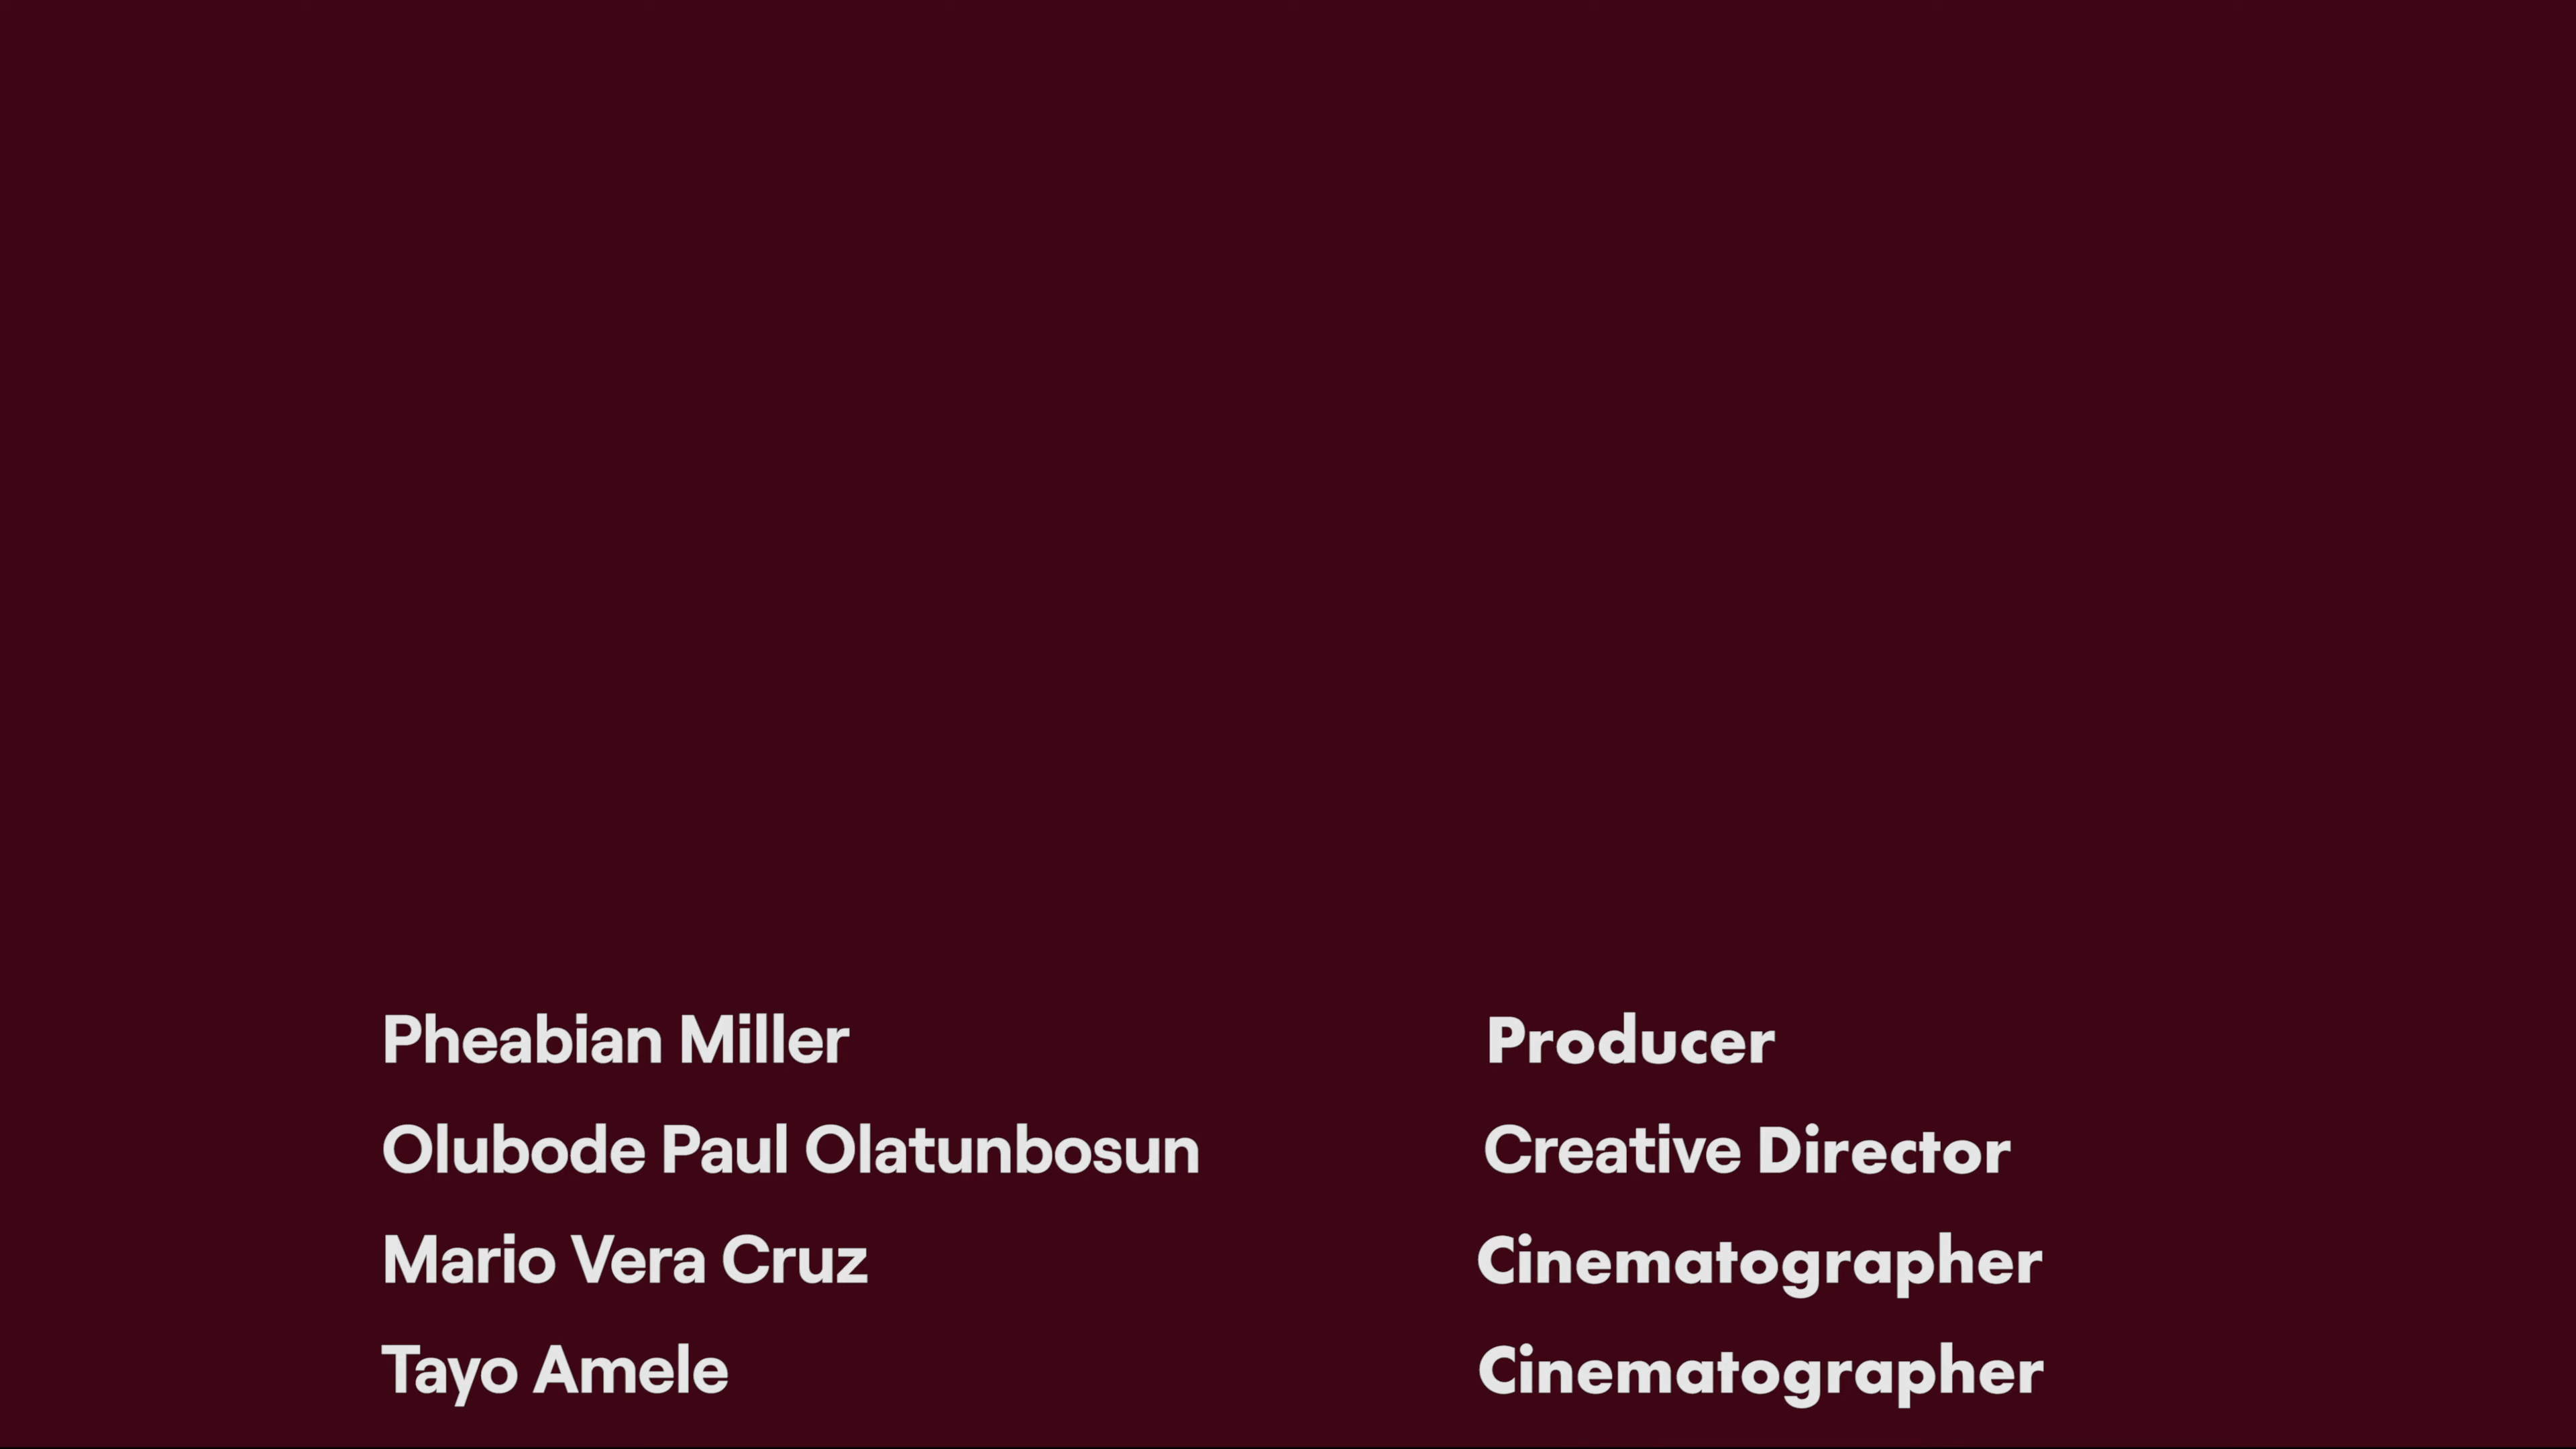 Pheabian Miller Producer
Olubode Paul Olatunbosun Creative Director
Mario Vera Cruz Cinematographer
Tayo Amele Cinematographer